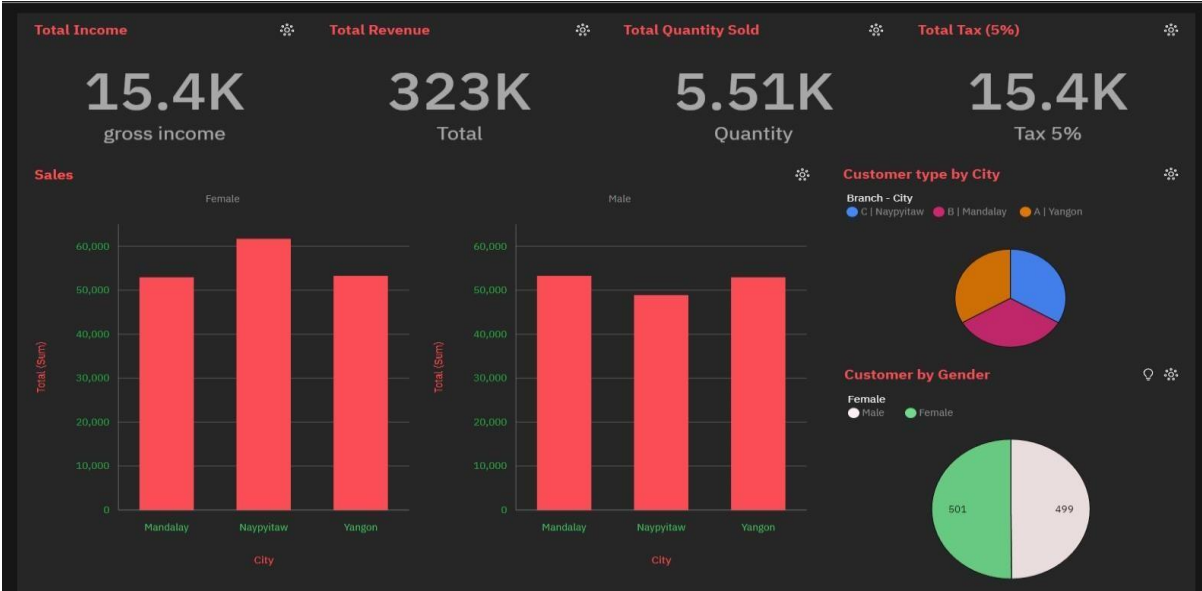 Total Income
15.4K
gross income
Total Revenue
323K
Total
Total Quantity Sold
5.51K
Quantity
Total Tax (5%)
15.4K
Tax 5%
Sales
Female
Total (Sum)
60,000
50,000
40,000
30,000
20,000
10,000
0
Mandalay Naypyitaw Yangon
City
Male
Total (Sum)
60,000
50,000
40,000
30,000
20,000
10,000
0
Mandalay Naypyitaw Yangon
City
Customer type by City
Branch - City
C | Naypyitaw B | Mandalay A | Yangon
Customer by Gender
Female
Male Female
501 499